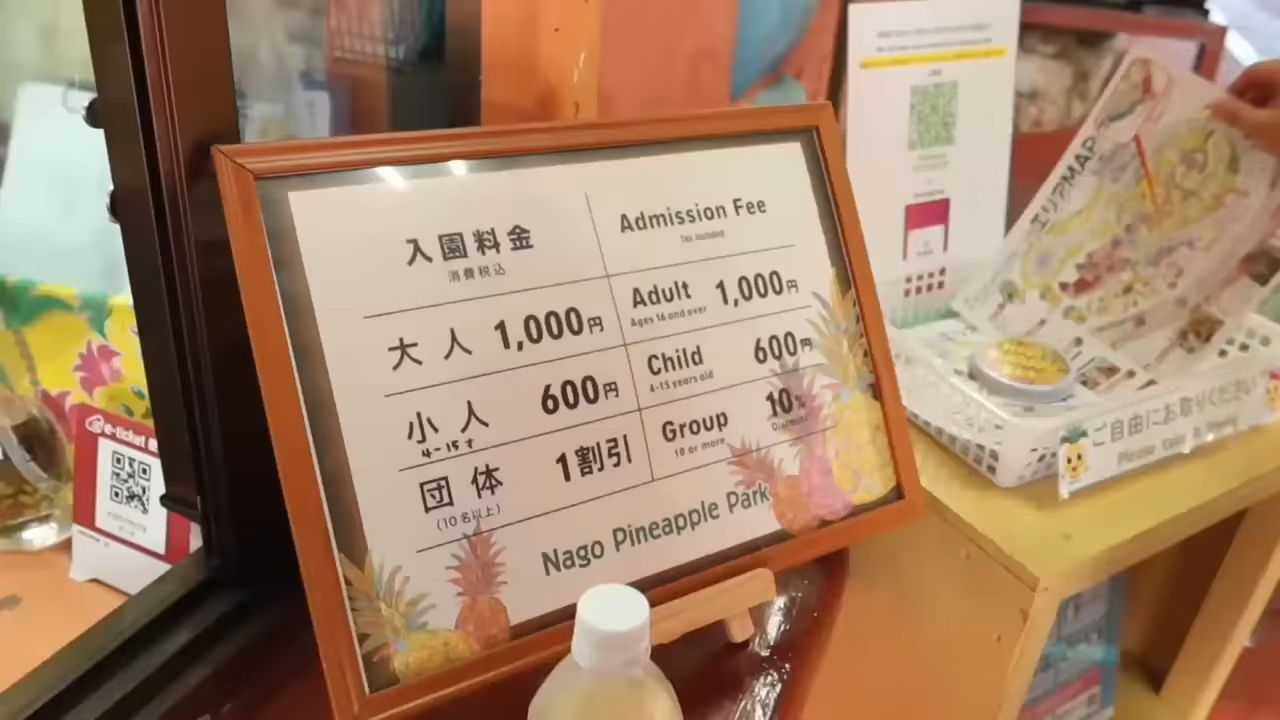 入園料金
消費税込
Admission Fee
Tax included
大人 1,000円
Adult 1,000円
Ages 16 and over
小人 600円
4-15才
Child 600円
4-15 years old
団体 1割引
(10名以上)
Group 10%
10 or more Discount
Nago Pineapple Park
e-ticket
エリアMAP
ご自由にお取りください
Please take it freely